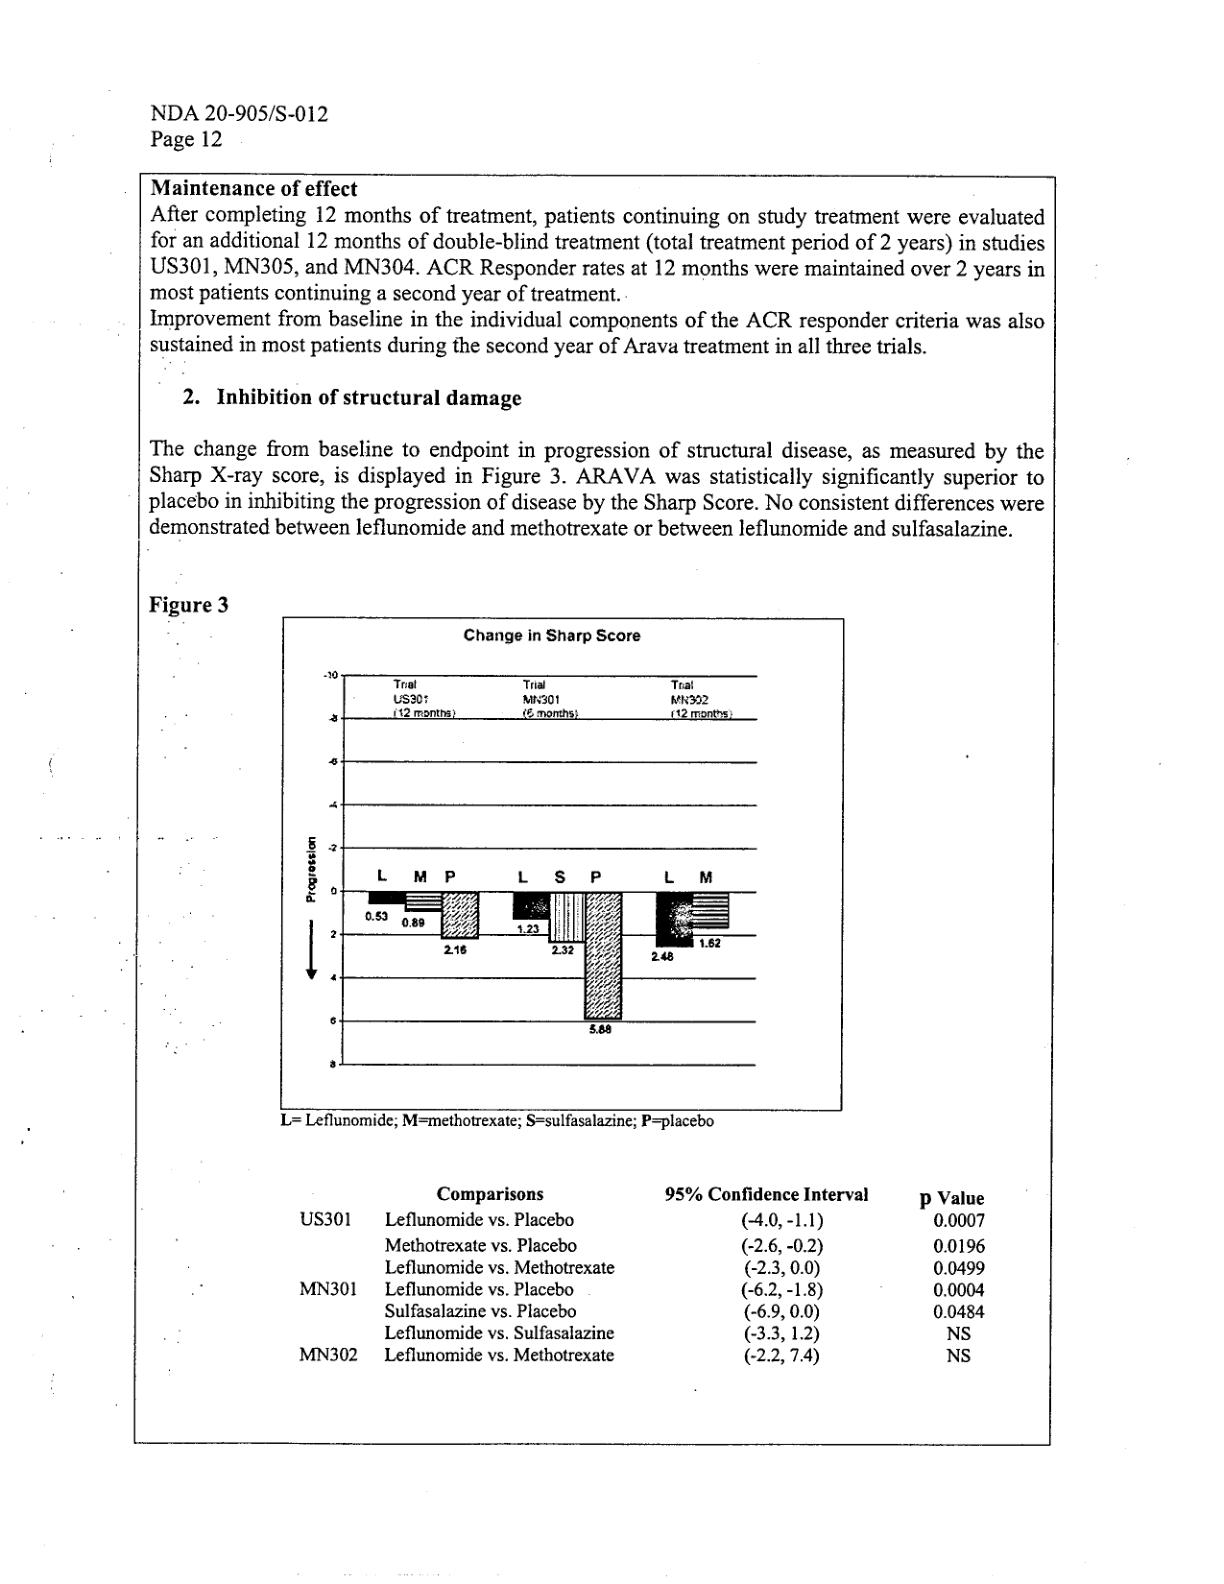 NDA 20-905/S-012
Page 12
Maintenance of effect
After completing 12 months of treatment, patients continuing on study treatment were evaluated
for an additional 12 months of double-blind treatment (total treatment period of 2 years) in studies
US301, MN305, and MN304. ACR Responder rates at 12 months were maintained over 2 years in
most patients continuing a second year of treatment.
Improvement from baseline in the individual components of the ACR responder criteria was also
sustained in most patients during the second year of Arava treatment in all three trials.
2. Inhibition of structural damage
The change from baseline to endpoint in progression of structural disease, as measured by the
Sharp X-ray score, is displayed in Figure 3. ARAVA was statistically significantly superior to
placebo in inhibiting the progression of disease by the Sharp Score. No consistent differences were
demonstrated between leflunomide and methotrexate or between leflunomide and sulfasalazine.
Figure 3
Change in Sharp Score
-10
Trial Trial Trial
US301 MN301 MN302
(12 months) (6 months) (12 months)
-8
-6
-4
-2
Progression
L M P L S P L M
0
0.53 0.89 1.23
2
2.16 2.32 2.48 1.62
4
6
5.88
8
L= Leflunomide; M=methotrexate; S=sulfasalazine; P=placebo
Comparisons 95% Confidence Interval p Value
US301 Leflunomide vs. Placebo (-4.0, -1.1) 0.0007
Methotrexate vs. Placebo (-2.6, -0.2) 0.0196
Leflunomide vs. Methotrexate (-2.3, 0.0) 0.0499
MN301 Leflunomide vs. Placebo (-6.2, -1.8) 0.0004
Sulfasalazine vs. Placebo (-6.9, 0.0) 0.0484
Leflunomide vs. Sulfasalazine (-3.3, 1.2) NS
MN302 Leflunomide vs. Methotrexate (-2.2, 7.4) NS